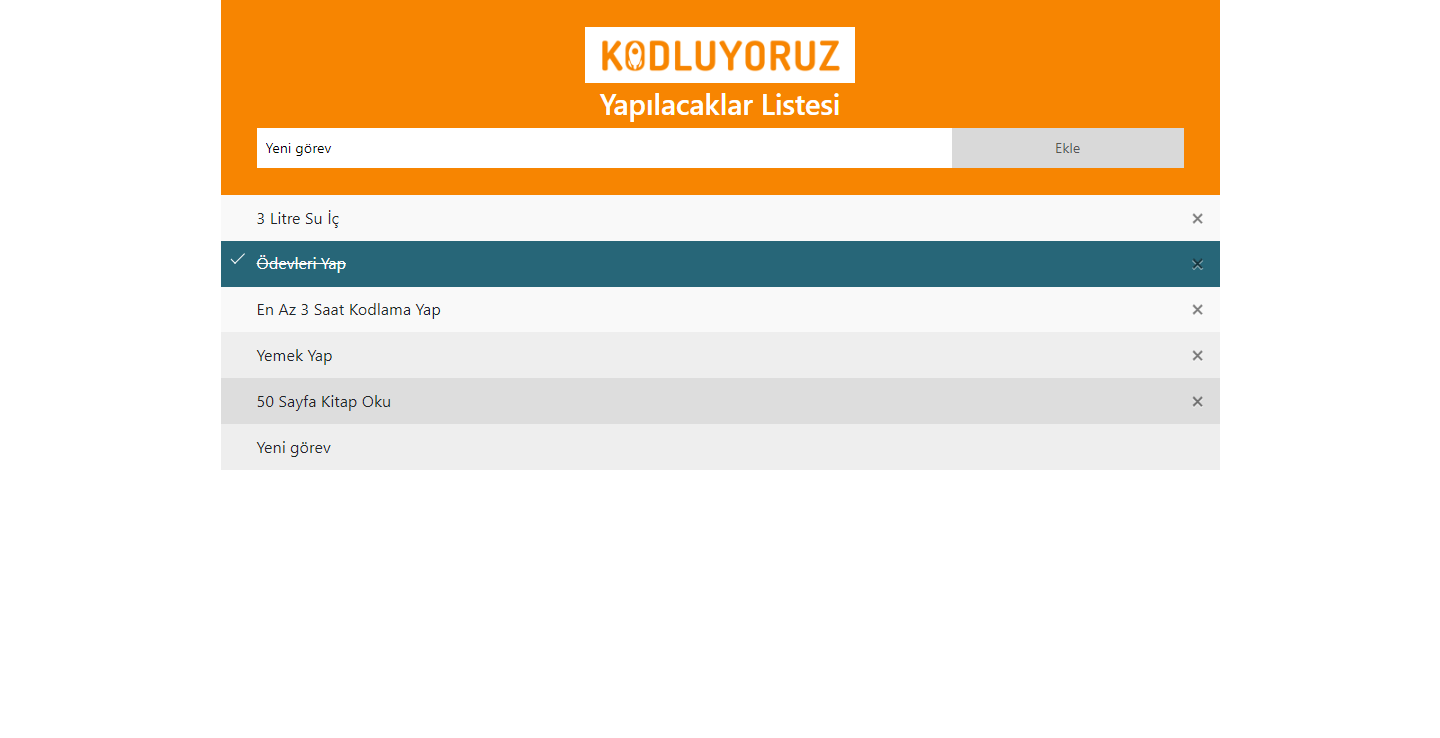 KODLUYORUZ
Yapılacaklar Listesi
Yeni görev Ekle
3 Litre Su İç ×
Ödevleri Yap ×
En Az 3 Saat Kodlama Yap ×
Yemek Yap ×
50 Sayfa Kitap Oku ×
Yeni görev